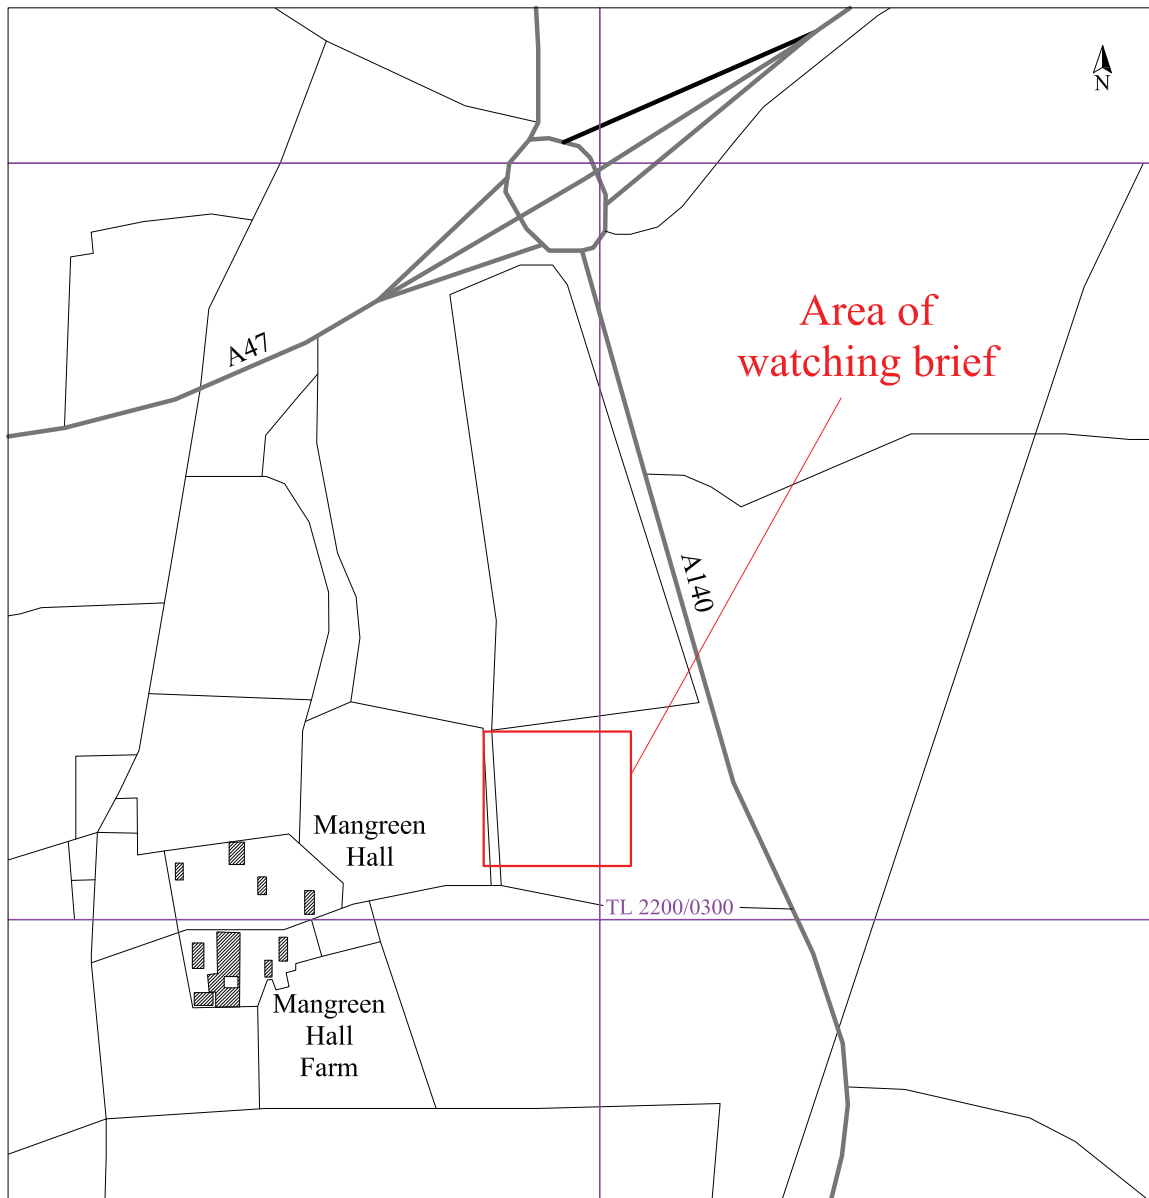 N
Area of
watching brief
A47
A140
Mangreen
Hall
TL 2200/0300
Mangreen
Hall
Farm